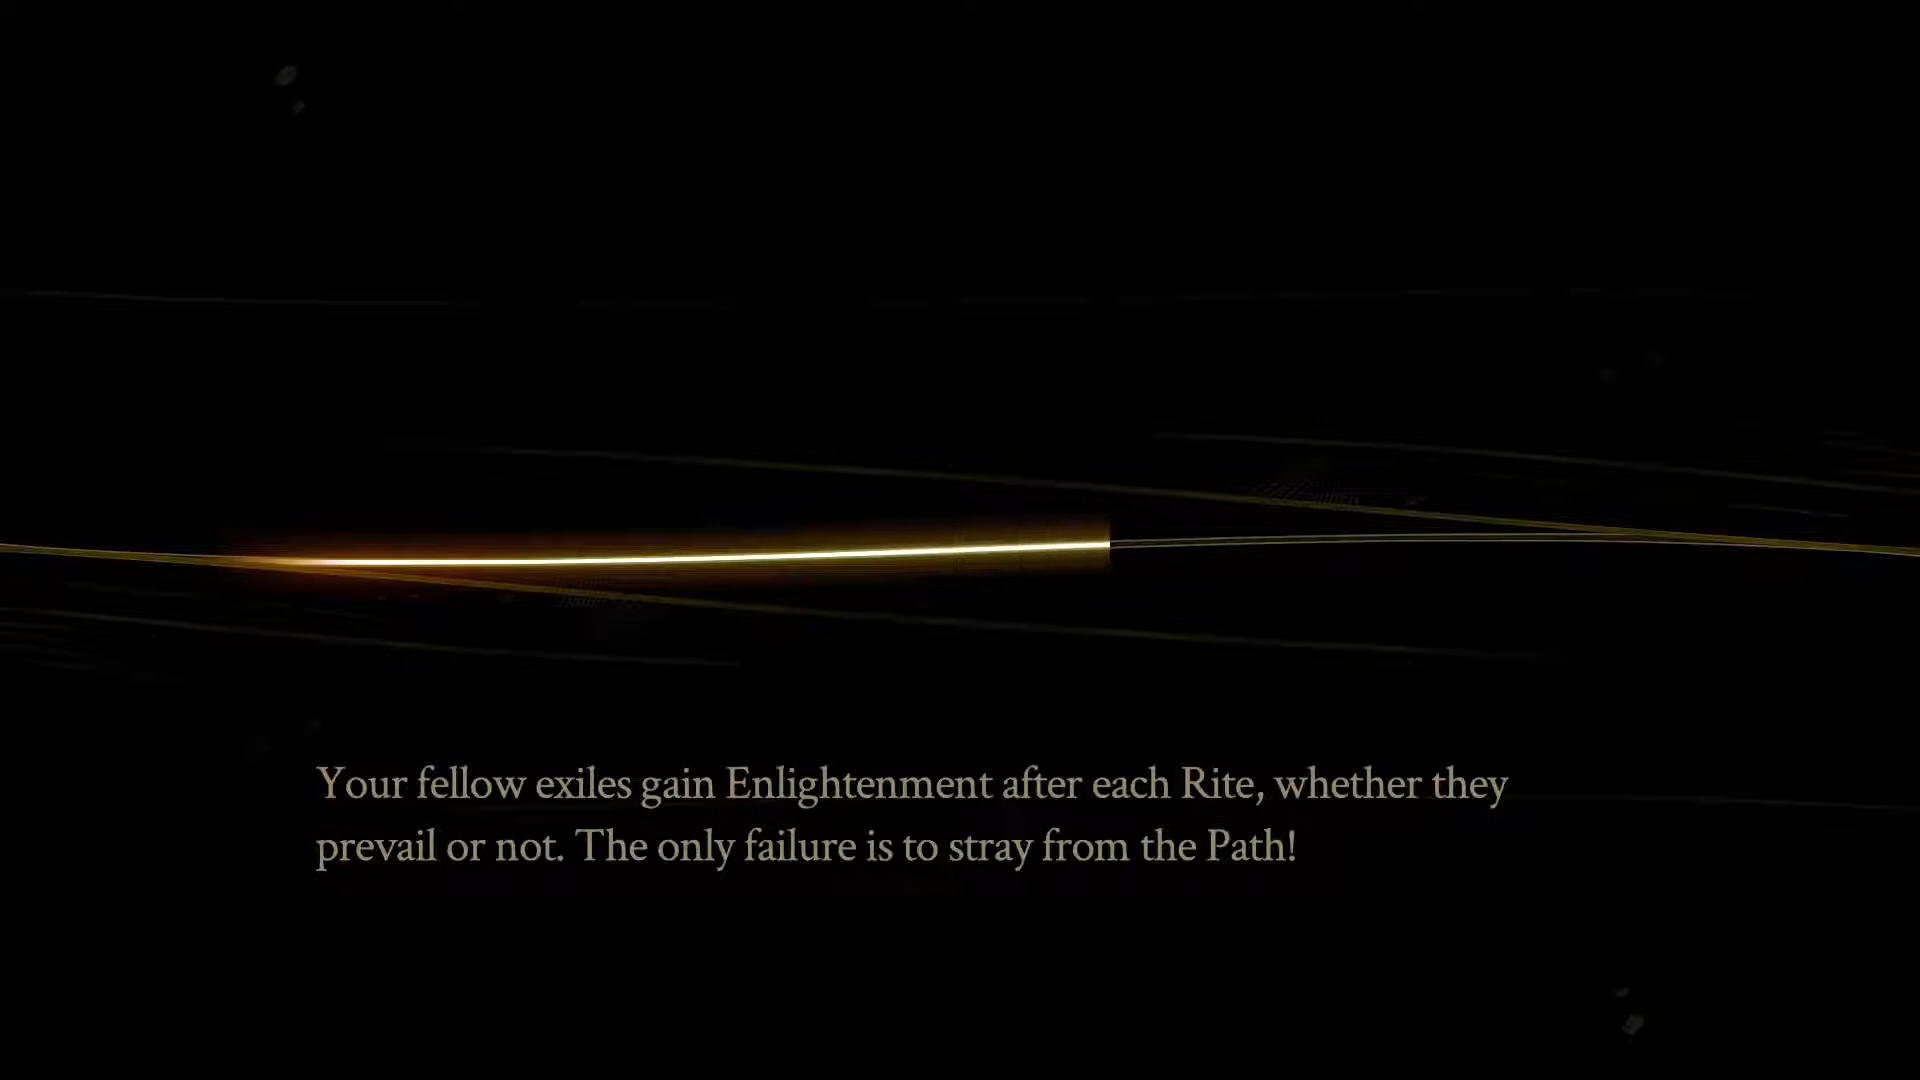 Your fellow exiles gain Enlightenment after each Rite, whether they
prevail or not. The only failure is to stray from the Path!